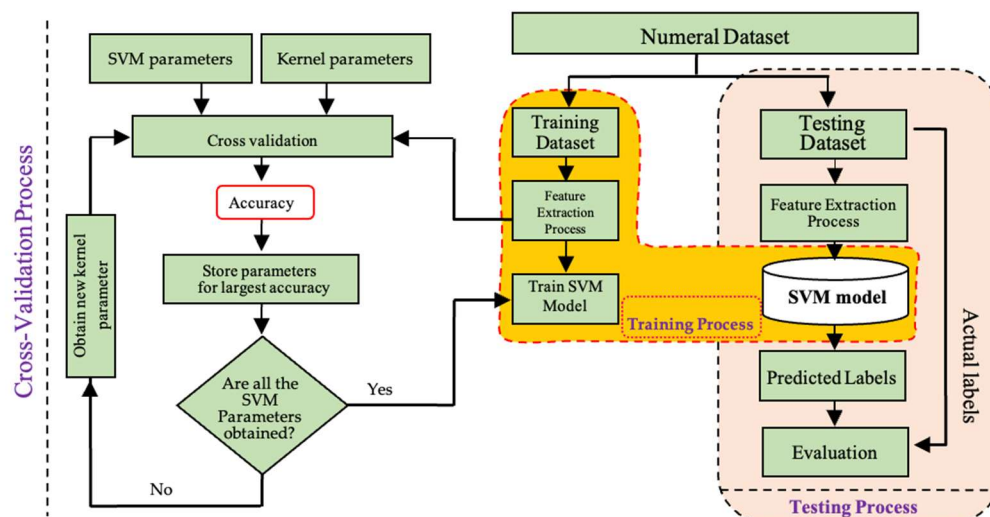 Cross-Validation Process
SVM parameters
Kernel parameters
Cross validation
Accuracy
Store parameters
for largest accuracy
Are all the
SVM
Parameters
obtained?
Yes
No
Obtain new kernel
parameter
Numeral Dataset
Training
Dataset
Feature
Extraction
Process
Train SVM
Model
Training Process
Testing
Dataset
Feature Extraction
Process
SVM model
Predicted Labels
Evaluation
Actual labels
Testing Process